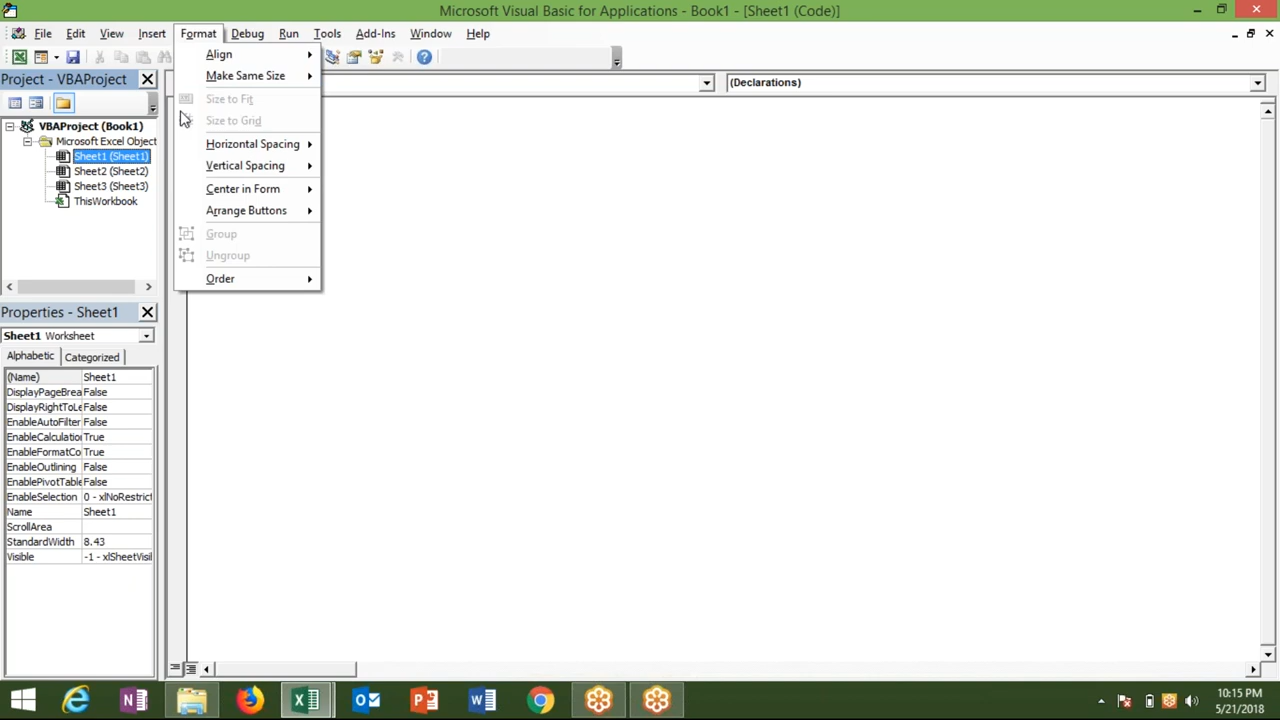 Microsoft Visual Basic for Applications - Book1 - [Sheet1 (Code)]
File Edit View Insert Format Debug Run Tools Add-Ins Window Help
Project - VBAProject
(Declarations)
VBAProject (Book1)
Microsoft Excel Object
Sheet1 (Sheet1)
Sheet2 (Sheet2)
Sheet3 (Sheet3)
ThisWorkbook
Align
Make Same Size
Size to Fit
Size to Grid
Horizontal Spacing
Vertical Spacing
Center in Form
Arrange Buttons
Group
Ungroup
Order
Properties - Sheet1
Sheet1 Worksheet
Alphabetic Categorized
(Name) Sheet1
DisplayPageBrea False
DisplayRightToLe False
EnableAutoFilter False
EnableCalculatio True
EnableFormatCo True
EnableOutlining False
EnablePivotTable False
EnableSelection 0 - xlNoRestrict
Name Sheet1
ScrollArea
StandardWidth 8.43
Visible -1 - xlSheetVisi
10:15 PM
5/21/2018